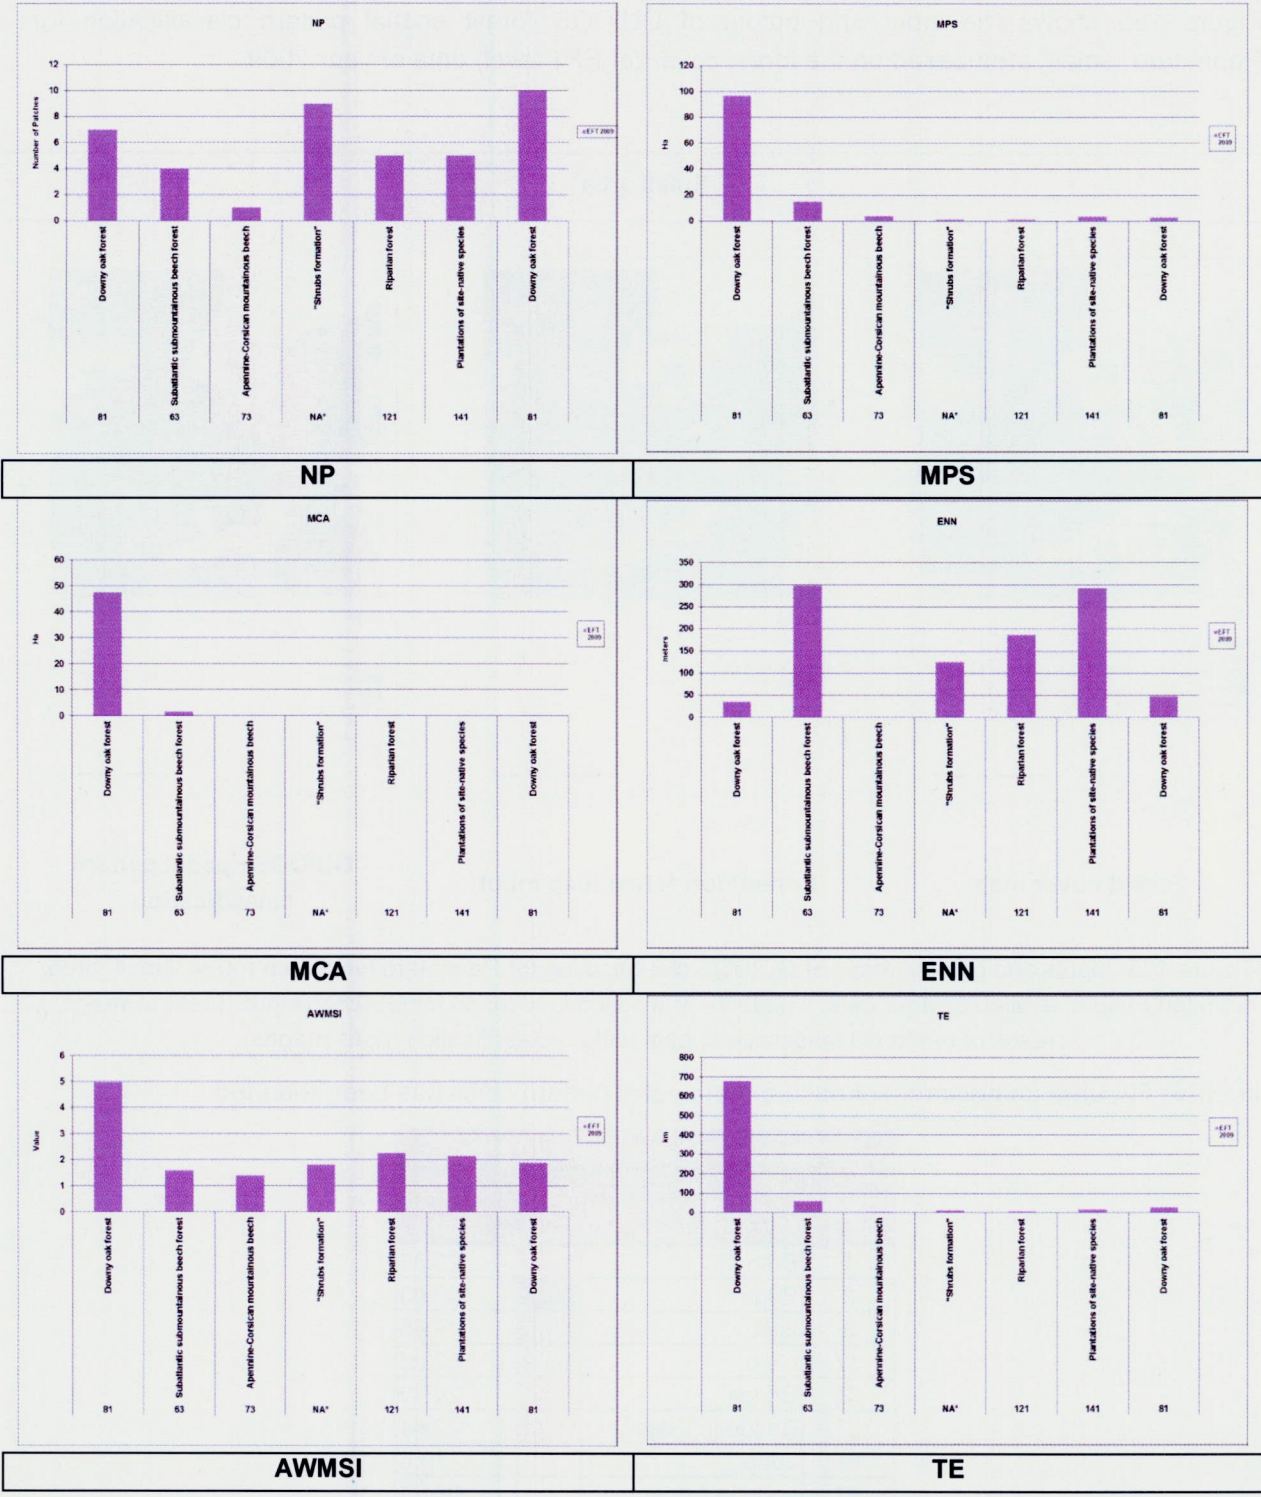 NP
12
10
8
6
4
2
0
Number of Patches
EFT 2009
Downy oak forest
Subatlantic submountainous beech forest
Apennine-Corsican mountainous beech
"Shrubs formation"
Riparian forest
Plantations of site-native species
Downy oak forest
81 63 73 NA* 121 141 81
MPS
120
100
80
60
40
20
0
Ha
EFT
2009
Downy oak forest
Subatlantic submountainous beech forest
Apennine-Corsican mountainous beech
"Shrubs formation"
Riparian forest
Plantations of site-native species
Downy oak forest
81 63 73 NA* 121 141 81
NP MPS
MCA
60
50
40
30
20
10
0
Ha
EFT
2009
Downy oak forest
Subatlantic submountainous beech forest
Apennine-Corsican mountainous beech
"Shrubs formation"
Riparian forest
Plantations of site-native species
Downy oak forest
81 63 73 NA* 121 141 81
ENN
350
300
250
200
150
100
50
0
meters
EFT
2009
Downy oak forest
Subatlantic submountainous beech forest
Apennine-Corsican mountainous beech
"Shrubs formation"
Riparian forest
Plantations of site-native species
Downy oak forest
81 63 73 NA* 121 141 81
MCA ENN
AWMSI
6
5
4
3
2
1
0
Value
EFT
2009
Downy oak forest
Subatlantic submountainous beech forest
Apennine-Corsican mountainous beech
"Shrubs formation"
Riparian forest
Plantations of site-native species
Downy oak forest
81 63 73 NA* 121 141 81
TE
800
700
600
500
400
300
200
100
0
km
EFT
2009
Downy oak forest
Subatlantic submountainous beech forest
Apennine-Corsican mountainous beech
"Shrubs formation"
Riparian forest
Plantations of site-native species
Downy oak forest
81 63 73 NA* 121 141 81
AWMSI TE